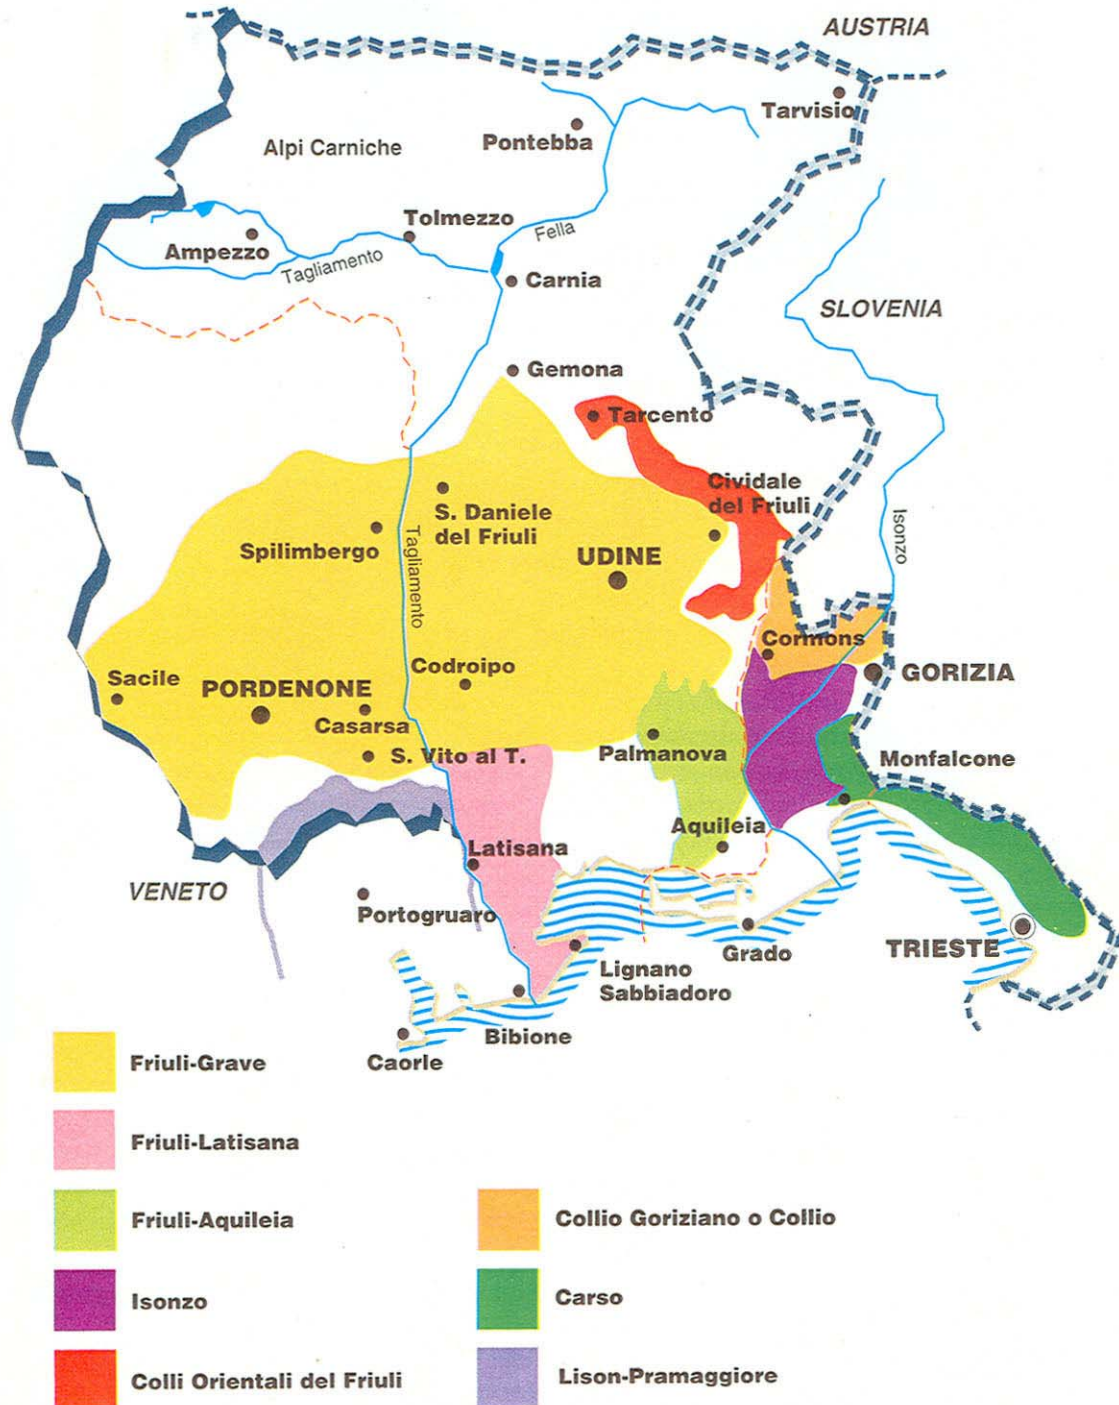 AUSTRIA
Tarvisio
Pontebba
Alpi Carniche
Tolmezzo
Fella
Ampezzo
Tagliamento
Carnia
SLOVENIA
Gemona
Tarcento
Cividale
del Friuli
S. Daniele
del Friuli
Isonzo
Spilimbergo
Tagliamento
UDINE
Cormons
Codroipo
GORIZIA
Sacile
PORDENONE
Casarsa
S. Vito al T.
Palmanova
Monfalcone
Aquileia
Latisana
VENETO
Portogruaro
Grado
TRIESTE
Lignano
Sabbiadoro
Bibione
Caorle
Friuli-Grave
Friuli-Latisana
Friuli-Aquileia
Isonzo
Colli Orientali del Friuli
Collio Goriziano o Collio
Carso
Lison-Pramaggiore